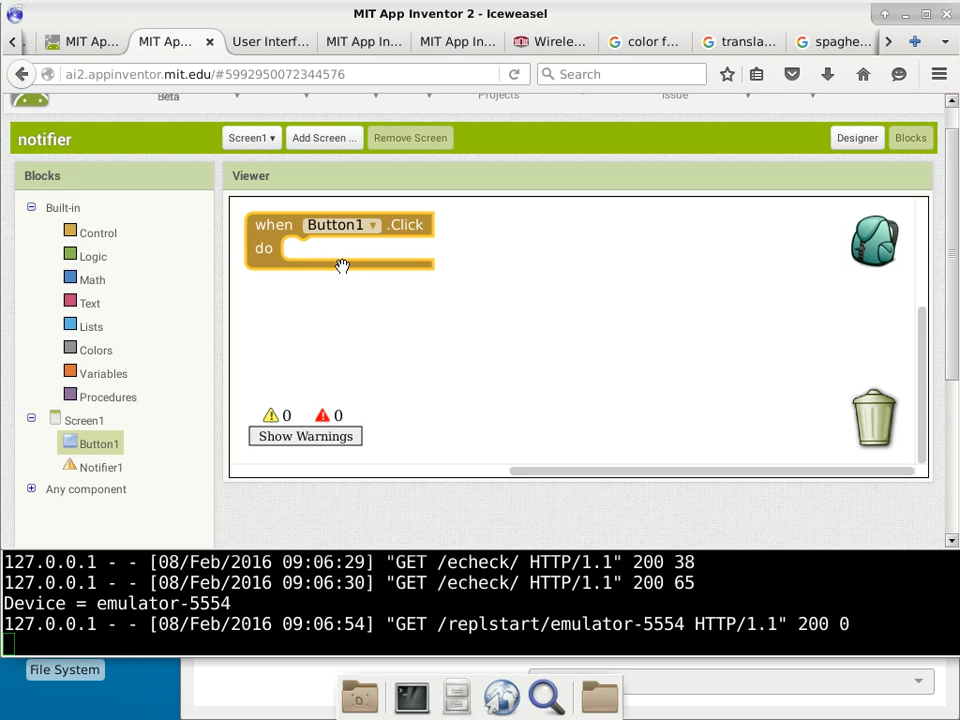 MIT App Inventor 2 - Iceweasel
MIT Ap...
MIT Ap...
User Interf...
MIT App In...
MIT App In...
Wirele...
color f...
transla...
spaghe...
ai2.appinventor.mit.edu/#5992950072344576
Search
Beta
Projects
Issue
notifier
Screen1
Add Screen ...
Remove Screen
Designer
Blocks
Blocks
Viewer
Built-in
Control
Logic
Math
Text
Lists
Colors
Variables
Procedures
Screen1
Button1
Notifier1
Any component
when Button1 .Click
do
0 0
Show Warnings
127.0.0.1 - - [08/Feb/2016 09:06:29] "GET /echeck/ HTTP/1.1" 200 38
127.0.0.1 - - [08/Feb/2016 09:06:30] "GET /echeck/ HTTP/1.1" 200 65
Device = emulator-5554
127.0.0.1 - - [08/Feb/2016 09:06:54] "GET /replstart/emulator-5554 HTTP/1.1" 200 0
File System